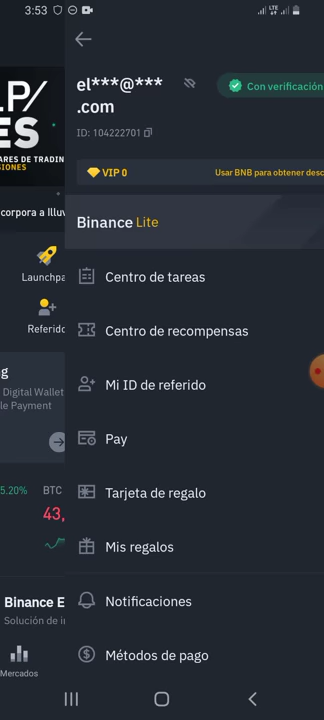 3:53
LTE
el***@***
.com
Con verificación
ID: 104222701
VIP 0
Usar BNB para obtener desc
Binance Lite
Centro de tareas
Centro de recompensas
Mi ID de referido
Pay
Tarjeta de regalo
Mis regalos
Notificaciones
Métodos de pago
LP/
ES
ARES DE TRADIN
SIONES
corpora a Illuv
Launchpa
Referido
g
Digital Wallet
le Payment
5.20%
BTC
43,
Binance E
Solución de in
Mercados